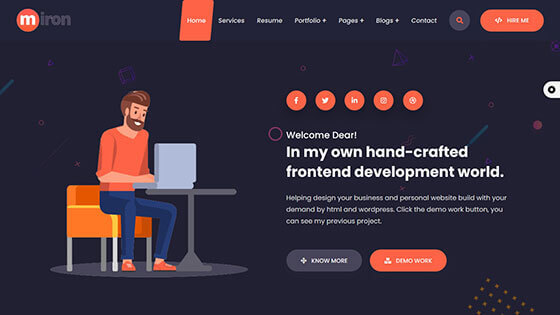 miron
Home Services Resume Portfolio + Pages + Blogs + Contact HIRE ME
Welcome Dear!
In my own hand-crafted
frontend development world.
Helping design your business and personal website build with your
demand by html and wordpress. Click the demo work button, you
can see my previous project.
KNOW MORE DEMO WORK